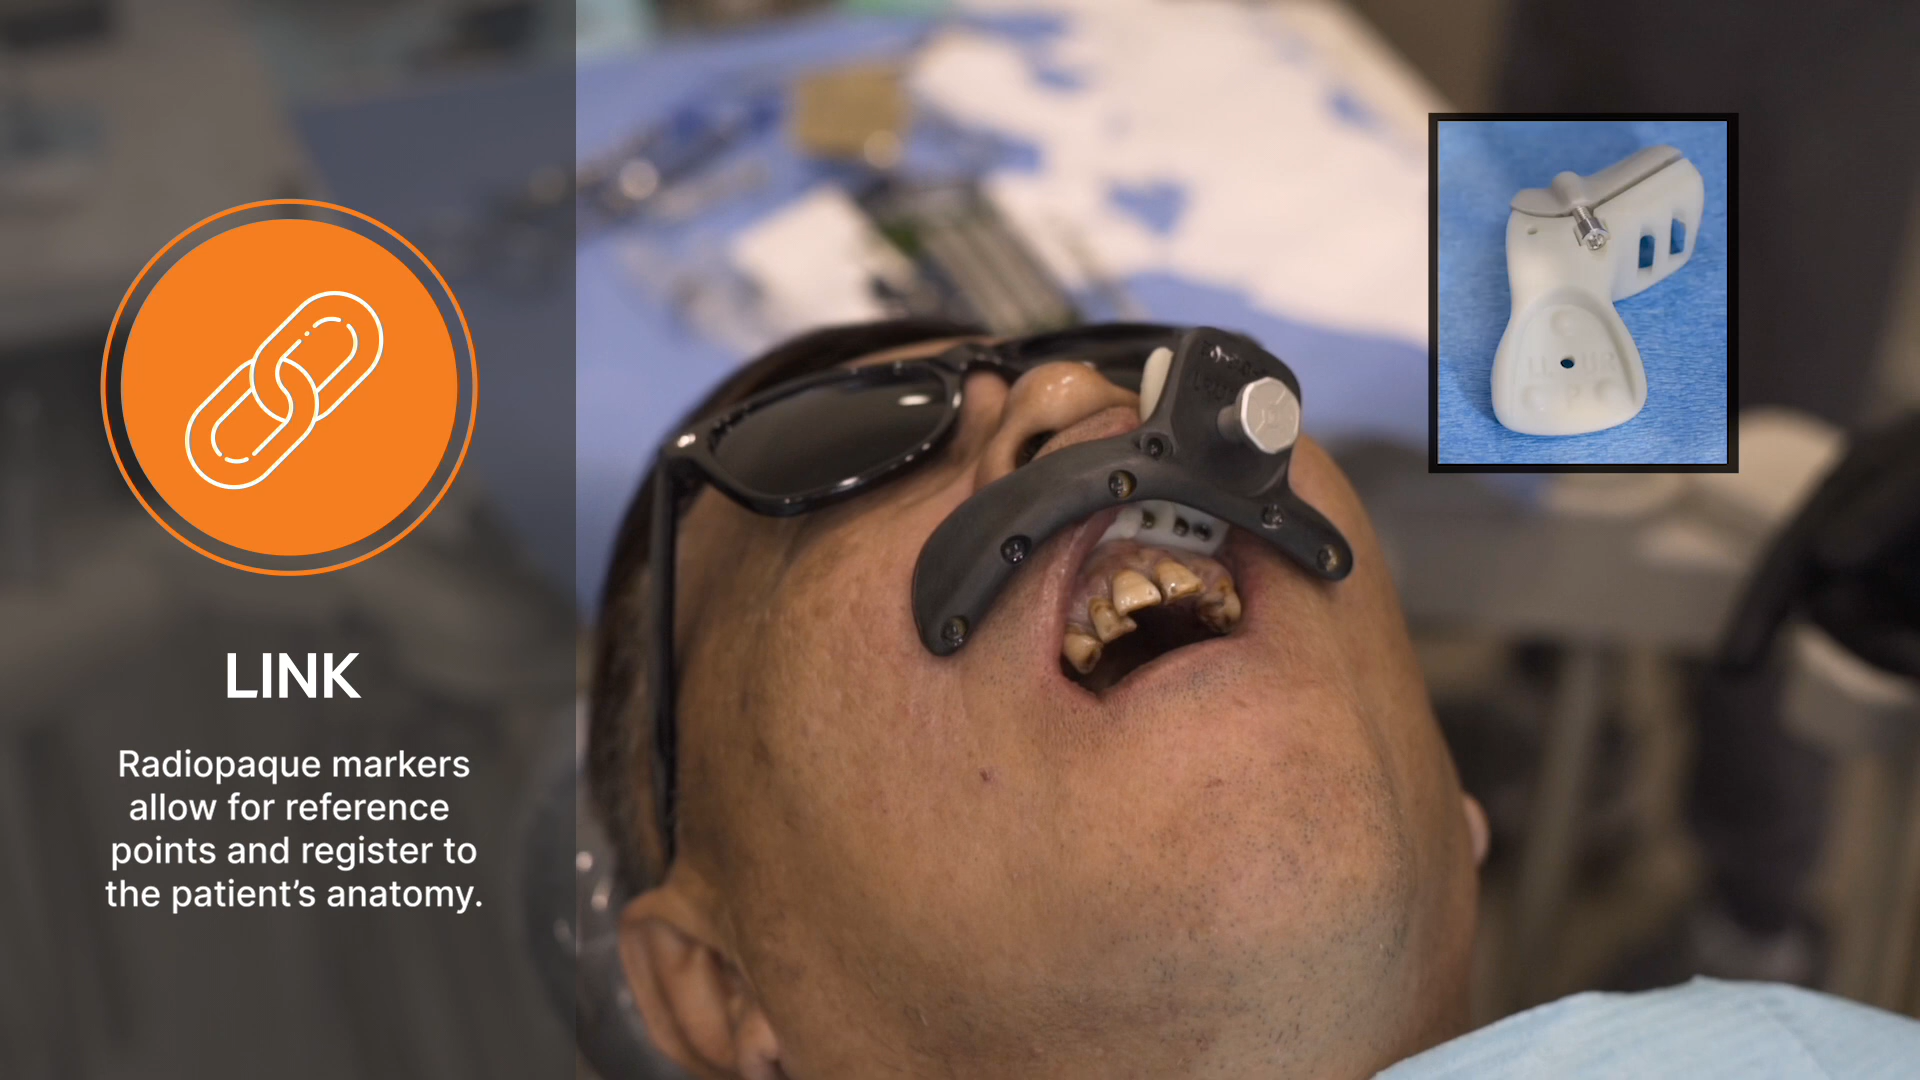 LINK
Radiopaque markers
allow for reference
points and register to
the patient’s anatomy.